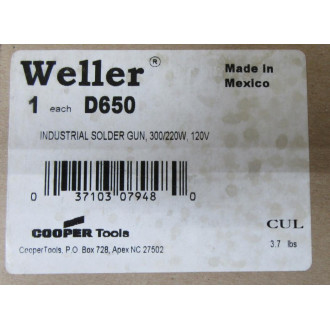 Weller®
Made In
Mexico
1 each D650
INDUSTRIAL SOLDER GUN, 300/220W, 120V
0 37103 07948 0
COOPER Tools
CooperTools, P.O. Box 728, Apex NC 27502
CUL
3.7 lbs